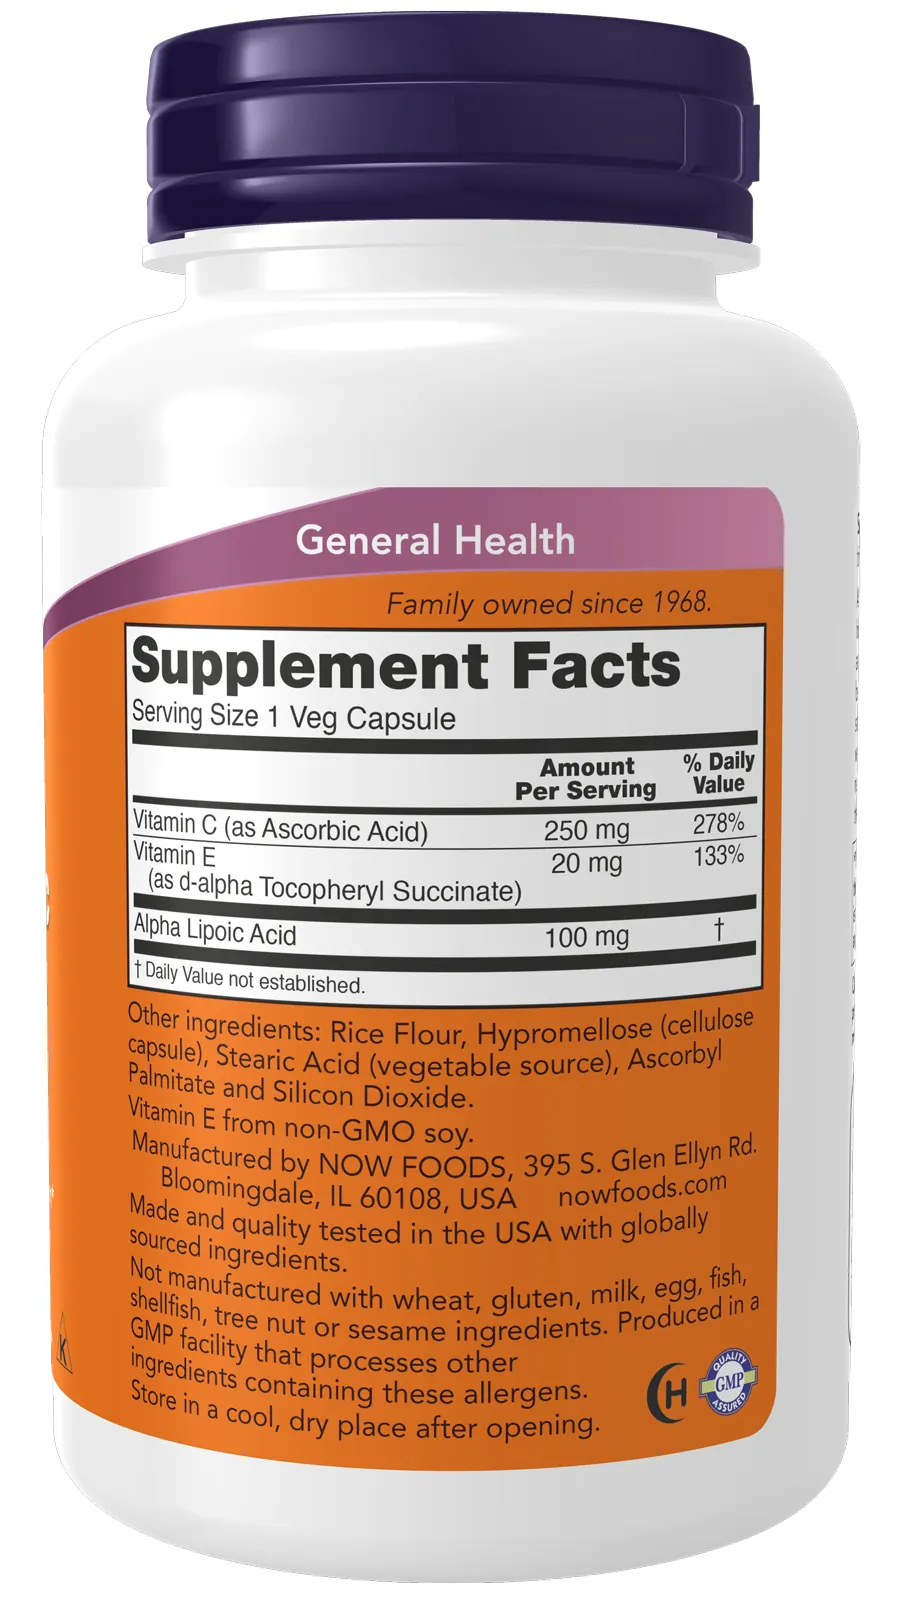 General Health
Family owned since 1968.
Supplement Facts
Serving Size 1 Veg Capsule
Amount Per Serving % Daily Value
Vitamin C (as Ascorbic Acid) 250 mg 278%
Vitamin E 20 mg 133%
(as d-alpha Tocopheryl Succinate)
Alpha Lipoic Acid 100 mg †
† Daily Value not established.
Other ingredients: Rice Flour, Hypromellose (cellulose
capsule), Stearic Acid (vegetable source), Ascorbyl
Palmitate and Silicon Dioxide.
Vitamin E from non-GMO soy.
Manufactured by NOW FOODS, 395 S. Glen Ellyn Rd.
Bloomingdale, IL 60108, USA nowfoods.com
Made and quality tested in the USA with globally
sourced ingredients.
Not manufactured with wheat, gluten, milk, egg, fish,
shellfish, tree nut or sesame ingredients. Produced in a
GMP facility that processes other
ingredients containing these allergens.
Store in a cool, dry place after opening.
K
H
QUALITY
GMP
ASSURED